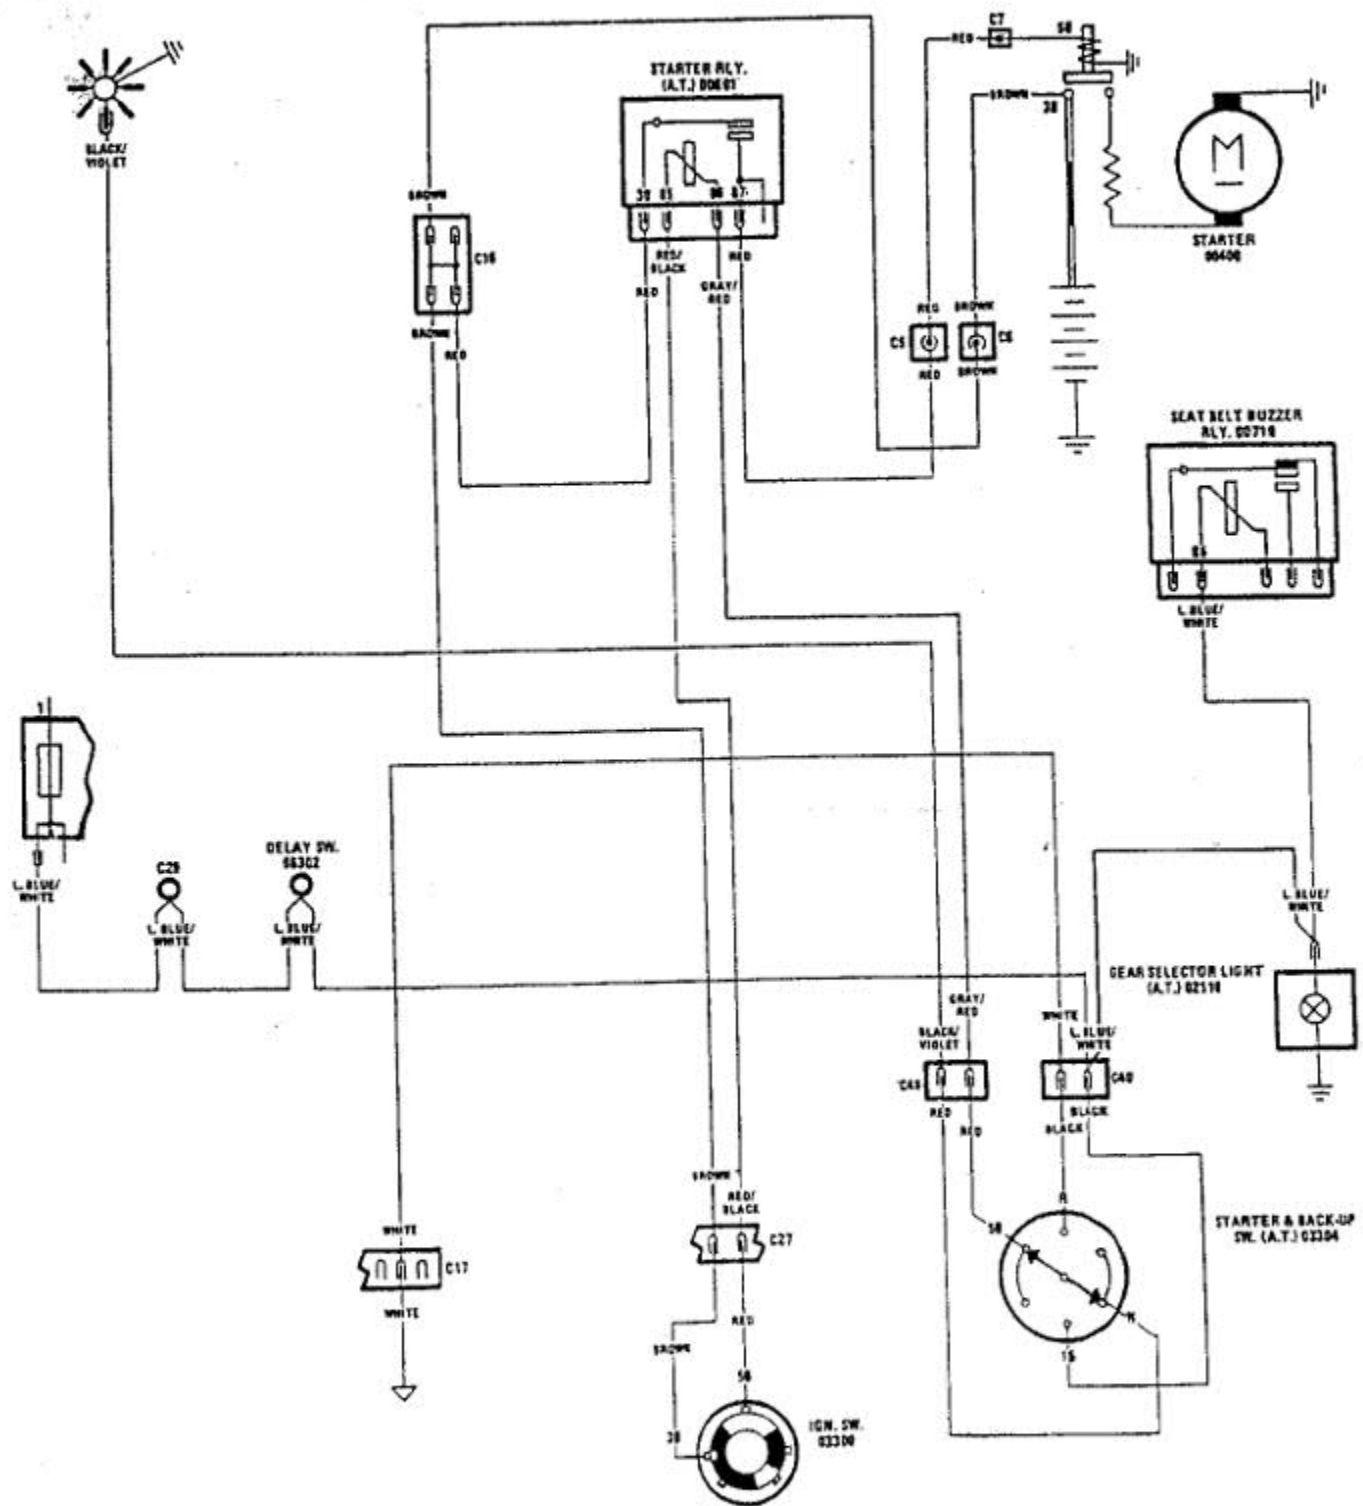 C7
RED
50
STARTER RLY.
(A.T.)
BROWN
30
BLACK/
VIOLET
30 85 86 87
BROWN
STARTER
C16
RED/
BLACK
RED
RED
GRAY/
RED
RED
BROWN
BROWN
C5
C6
RED
RED
BROWN
SEAT BELT BUZZER
RLY.
85
L. BLUE/
WHITE
1
DELAY SW.
C29
L. BLUE/
WHITE
L. BLUE/
WHITE
L. BLUE/
WHITE
L. BLUE/
WHITE
GEAR SELECTOR LIGHT
(A.T.)
GRAY/
RED
WHITE
BLACK/
VIOLET
L. BLUE/
WHITE
RED
BLACK
RED
BLACK
BROWN
RED/
BLACK
R
50
STARTER & BACK-UP
SW. (A.T.) 03304
WHITE
C27
C17
N
WHITE
RED
BROWN
15
50
IGN. SW.
30